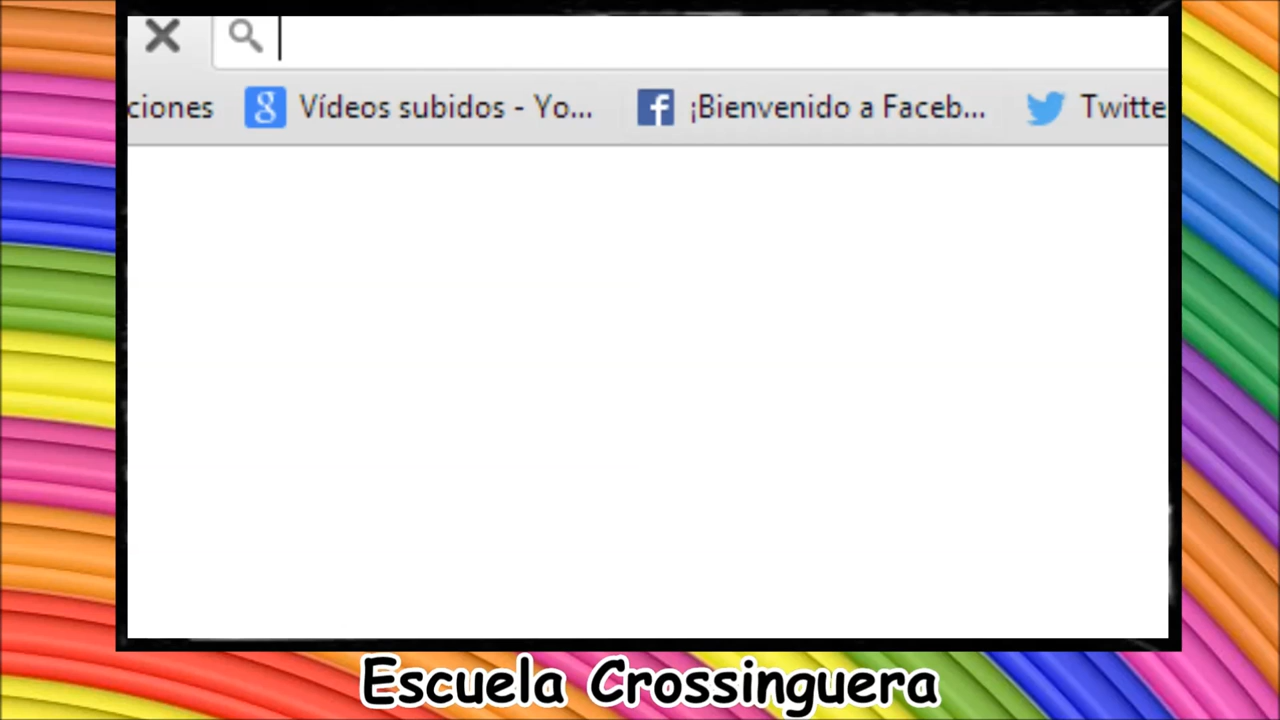 ciones Vídeos subidos - Yo... ¡Bienvenido a Faceb... Twitte
Escuela Crossinguera